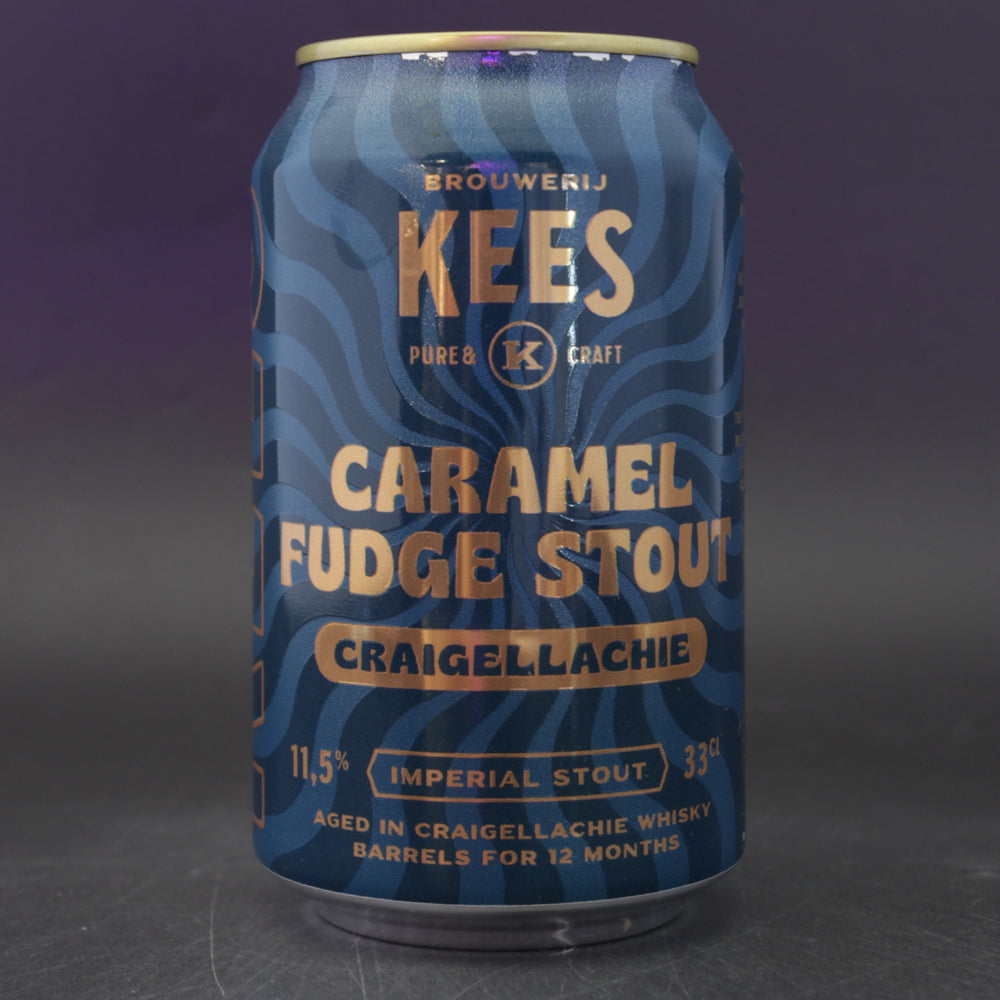 BROUWERIJ
KEES
PURE & K CRAFT
CARAMEL
FUDGE STOUT
CRAIGELLACHIE
11,5% IMPERIAL STOUT 33CL
AGED IN CRAIGELLACHIE WHISKY
BARRELS FOR 12 MONTHS